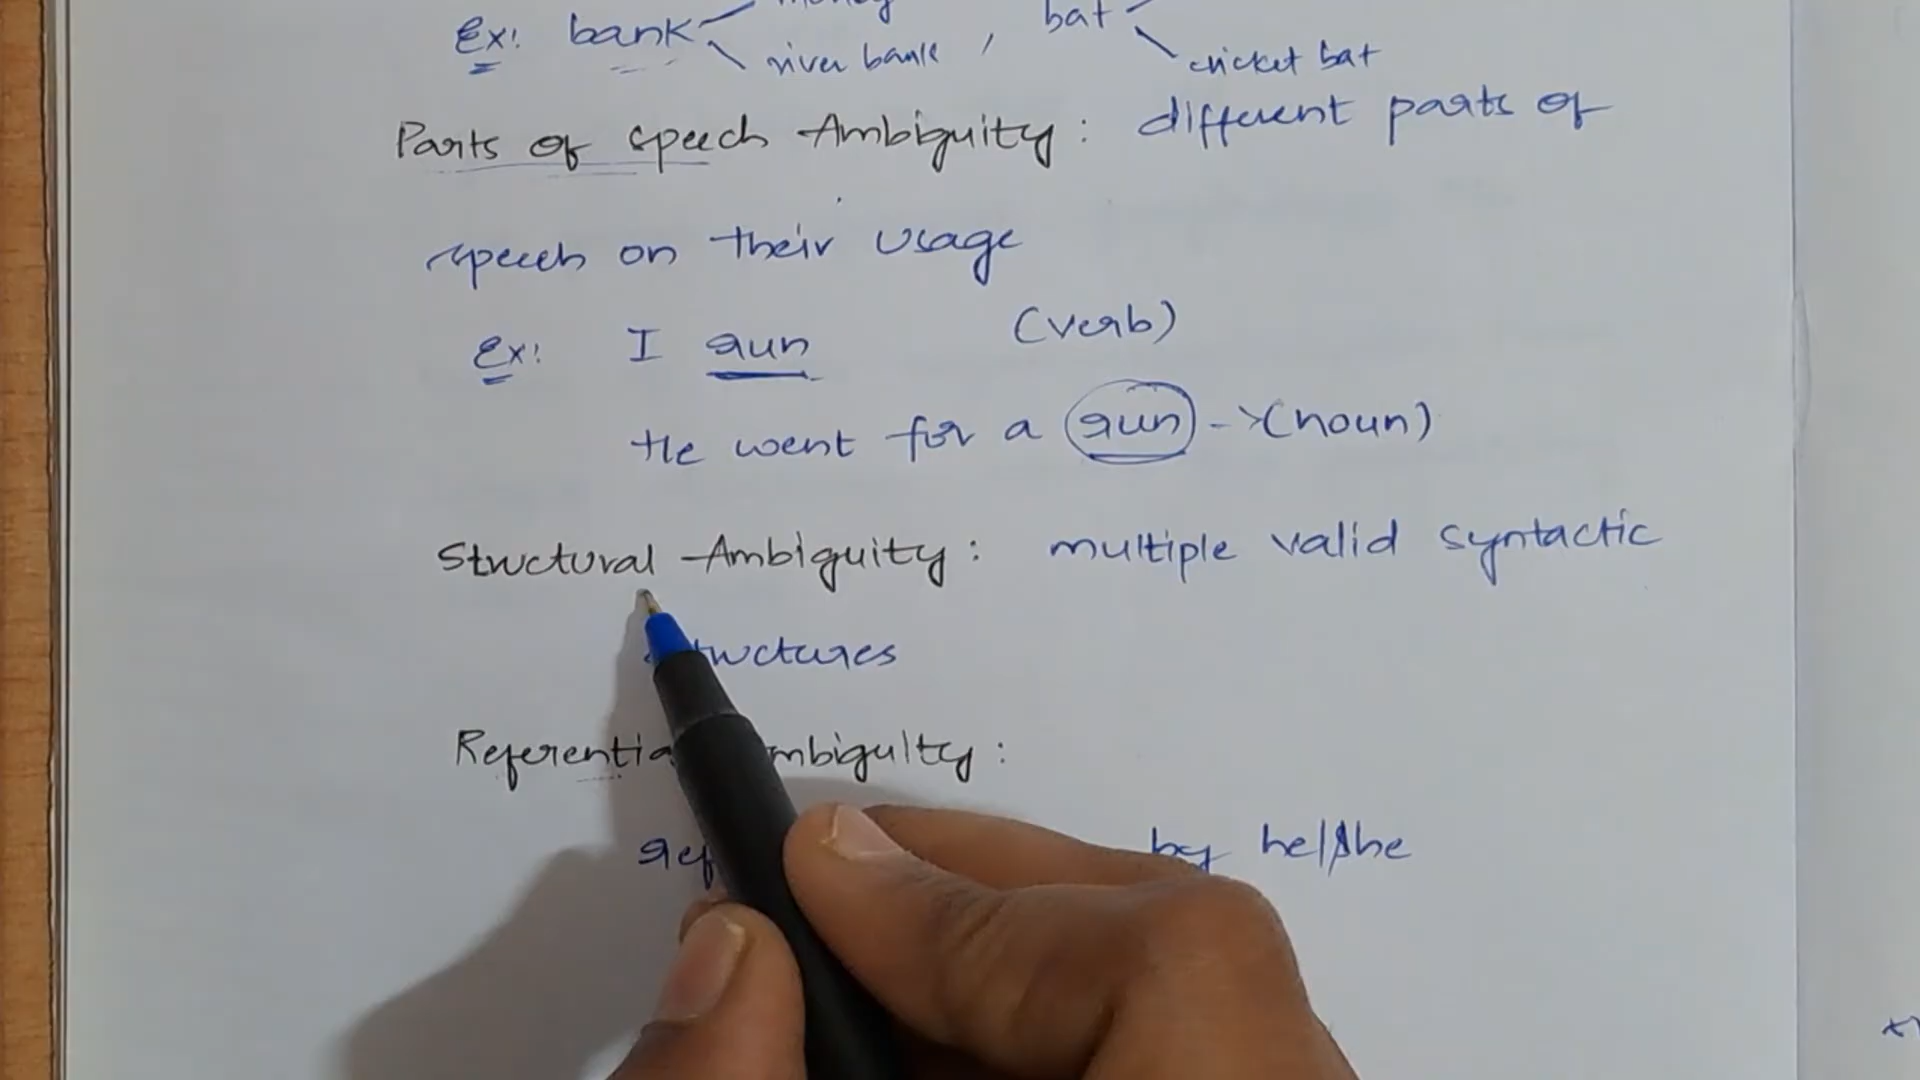 money
Ex: bank river bank , bat cricket bat
Parts of speech Ambiguity: different parts of
speech on their usage
Ex: I run (verb)
He went for a run -> (noun)
Structural Ambiguity: multiple valid syntactic
structures
Referential Ambiguity:
by he/she